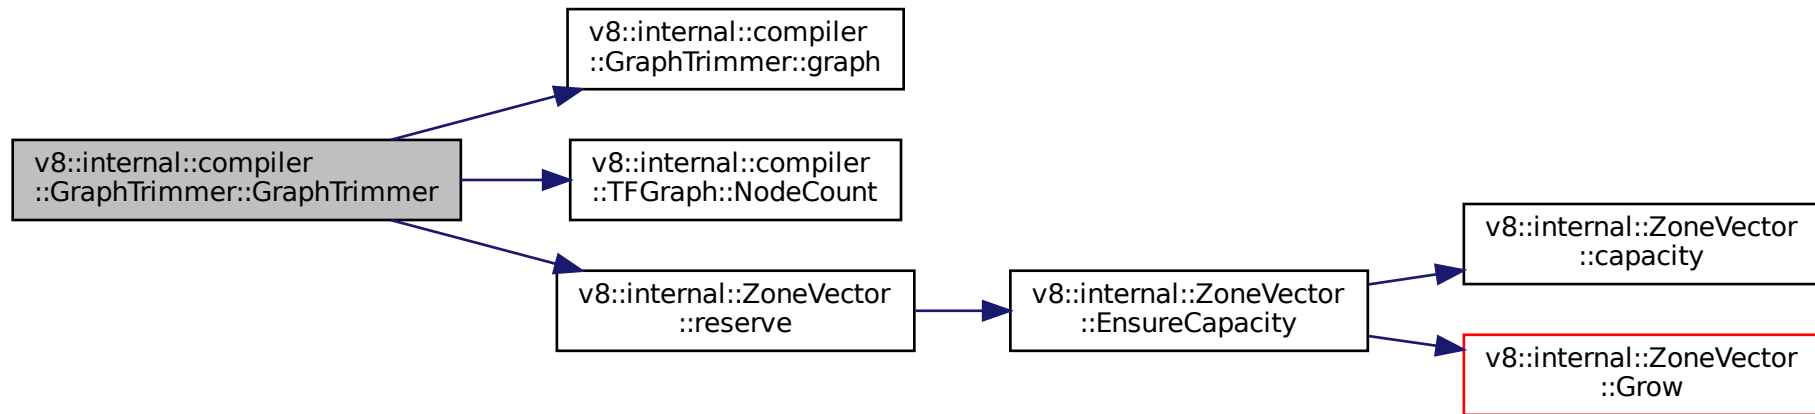 v8::internal::compiler
::GraphTrimmer::graph
v8::internal::compiler
::GraphTrimmer::GraphTrimmer
v8::internal::compiler
::TFGraph::NodeCount
v8::internal::ZoneVector
::reserve
v8::internal::ZoneVector
::EnsureCapacity
v8::internal::ZoneVector
::capacity
v8::internal::ZoneVector
::Grow